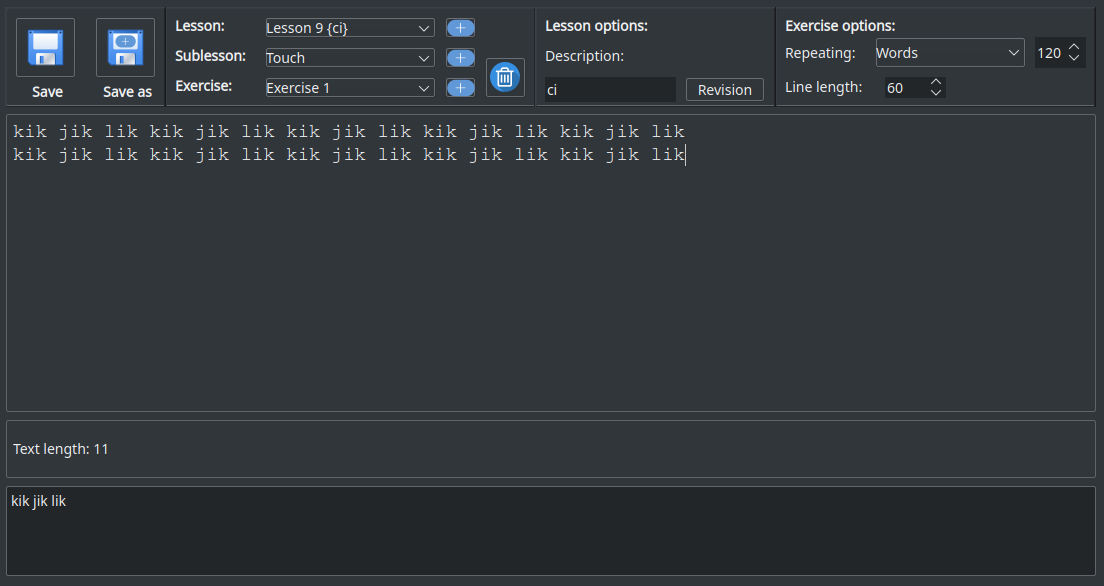 Save
Save as
Lesson: Lesson 9 {ci}
Sublesson: Touch
Exercise: Exercise 1
Lesson options:
Description:
ci Revision
Exercise options:
Repeating: Words 120
Line length: 60
kik jik lik kik jik lik kik jik lik kik jik lik kik jik lik
kik jik lik kik jik lik kik jik lik kik jik lik kik jik lik
Text length: 11
kik jik lik